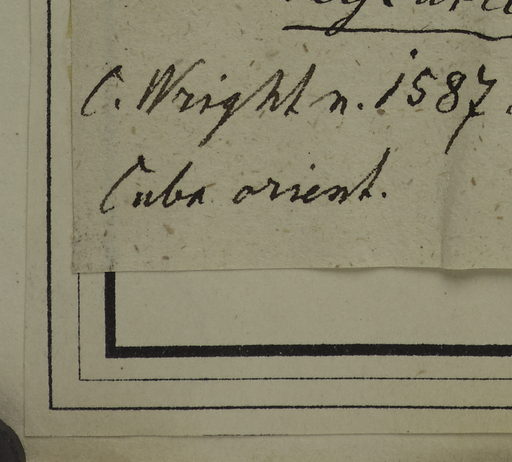 C. Wright n. 1587
Cuba orient.